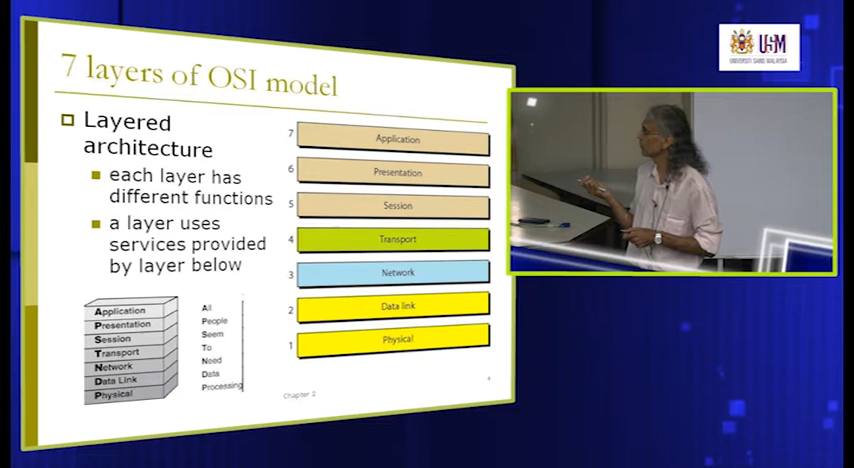 7 layers of OSI model
Layered
architecture
each layer has
different functions
a layer uses
services provided
by layer below
7 Application
6 Presentation
5 Session
4 Transport
3 Network
2 Data link
1 Physical
Application
Presentation
Session
Transport
Network
Data Link
Physical
All
People
Seem
To
Need
Data
Processing
Chapter 2
USM
UNIVERSITI SAINS MALAYSIA